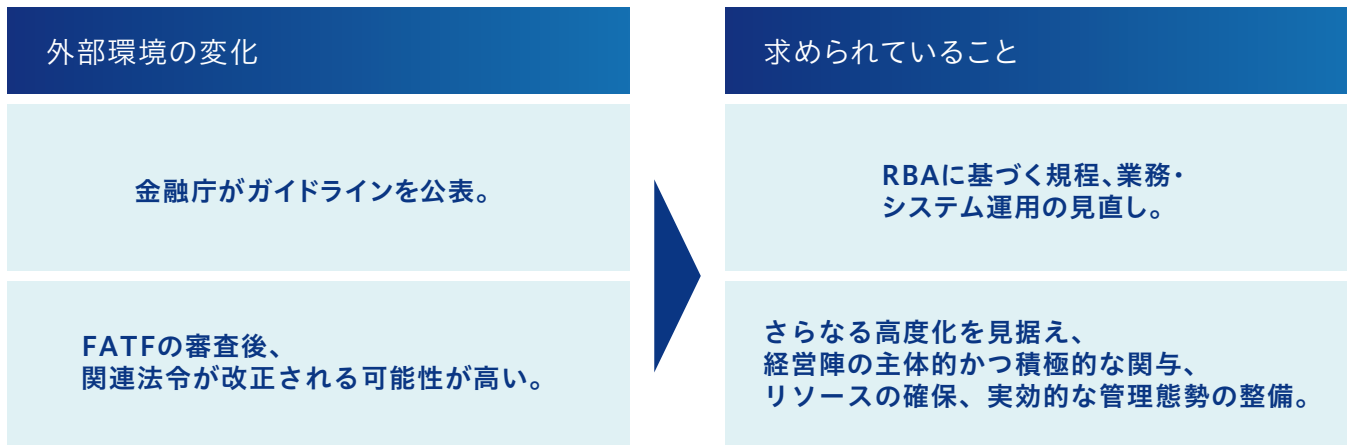 外部環境の変化
金融庁がガイドラインを公表。
FATFの審査後、
関連法令が改正される可能性が高い。
求められていること
RBAに基づく規程、業務・
システム運用の見直し。
さらなる高度化を見据え、
経営陣の主体的かつ積極的な関与、
リソースの確保、実効的な管理態勢の整備。